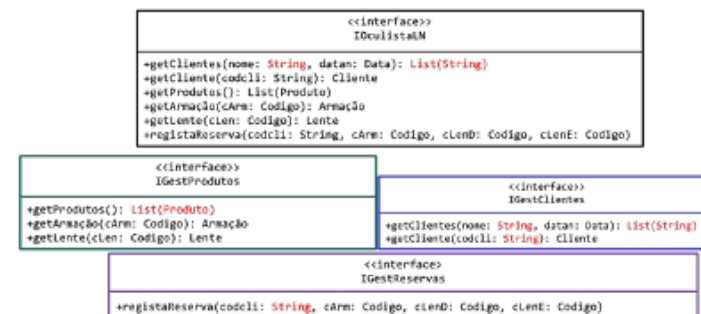 <<interface>>
IOculistaLN
+getClientes(nome: String, datan: Data): List(String)
+getCliente(codcli: String): Cliente
+getProdutos(): List(Produto)
+getArmação(cArm: Codigo): Armação
+getLente(cLen: Codigo): Lente
+registaReserva(codcli: String, cArm: Codigo, cLenD: Codigo, cLenE: Codigo)
<<interface>>
IGestProdutos
+getProdutos(): List(Produto)
+getArmação(cArm: Codigo): Armação
+getLente(cLen: Codigo): Lente
<<interface>>
IGestClientes
+getClientes(nome: String, datan: Data): List(String)
+getCliente(codcli: String): Cliente
<<interface>
IGestReservas
+registaReserva(codcli: String, cArm: Codigo, cLenD: Codigo, cLenE: Codigo)